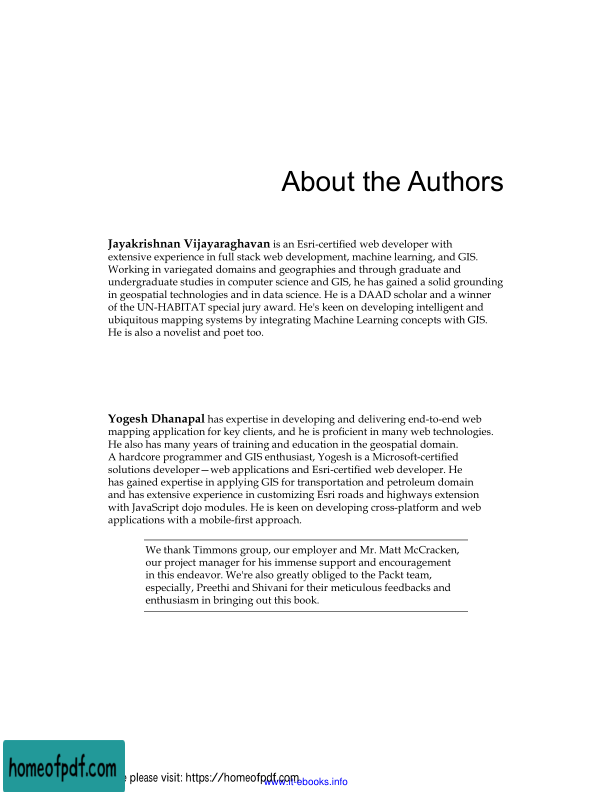 About the Authors
Jayakrishnan Vijayaraghavan is an Esri-certified web developer with
extensive experience in full stack web development, machine learning, and GIS.
Working in variegated domains and geographies and through graduate and
undergraduate studies in computer science and GIS, he has gained a solid grounding
in geospatial technologies and in data science. He is a DAAD scholar and a winner
of the UN-HABITAT special jury award. He's keen on developing intelligent and
ubiquitous mapping systems by integrating Machine Learning concepts with GIS.
He is also a novelist and poet too.
Yogesh Dhanapal has expertise in developing and delivering end-to-end web
mapping application for key clients, and he is proficient in many web technologies.
He also has many years of training and education in the geospatial domain.
A hardcore programmer and GIS enthusiast, Yogesh is a Microsoft-certified
solutions developer—web applications and Esri-certified web developer. He
has gained expertise in applying GIS for transportation and petroleum domain
and has extensive experience in customizing Esri roads and highways extension
with JavaScript dojo modules. He is keen on developing cross-platform and web
applications with a mobile-first approach.
We thank Timmons group, our employer and Mr. Matt McCracken,
our project manager for his immense support and encouragement
in this endeavor. We're also greatly obliged to the Packt team,
especially, Preethi and Shivani for their meticulous feedbacks and
enthusiasm in bringing out this book.
homeofpdf.com
please visit: https://homeofpdf.com
www.it-ebooks.info